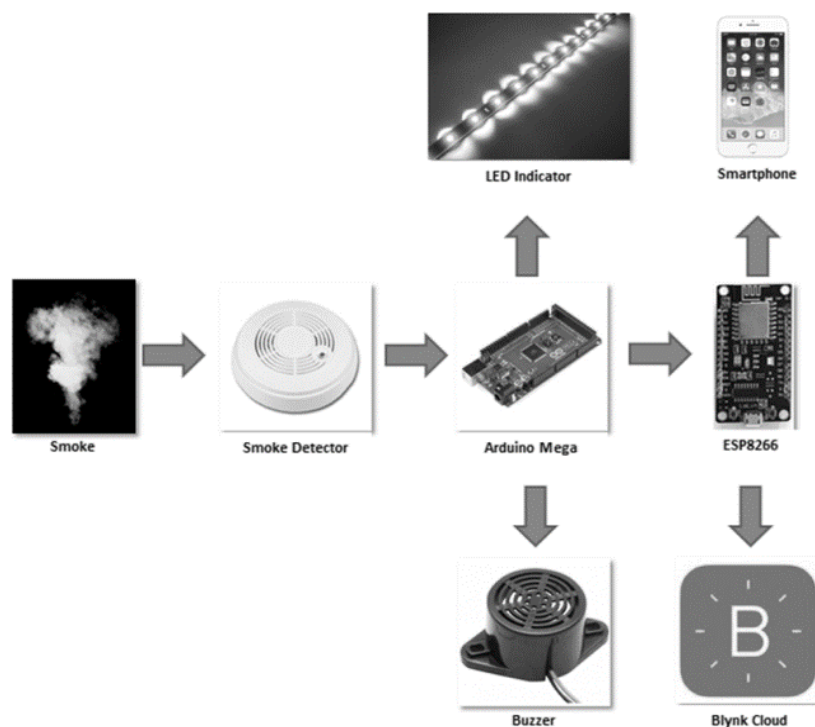 LED Indicator
Smartphone
Smoke
Smoke Detector
Arduino Mega
ESP8266
Buzzer
B
Blynk Cloud